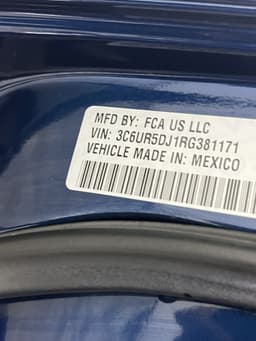 MFD BY: FCA US LLC
VIN: 3C6UR5DJ1RG381171
VEHICLE MADE IN: MEXICO